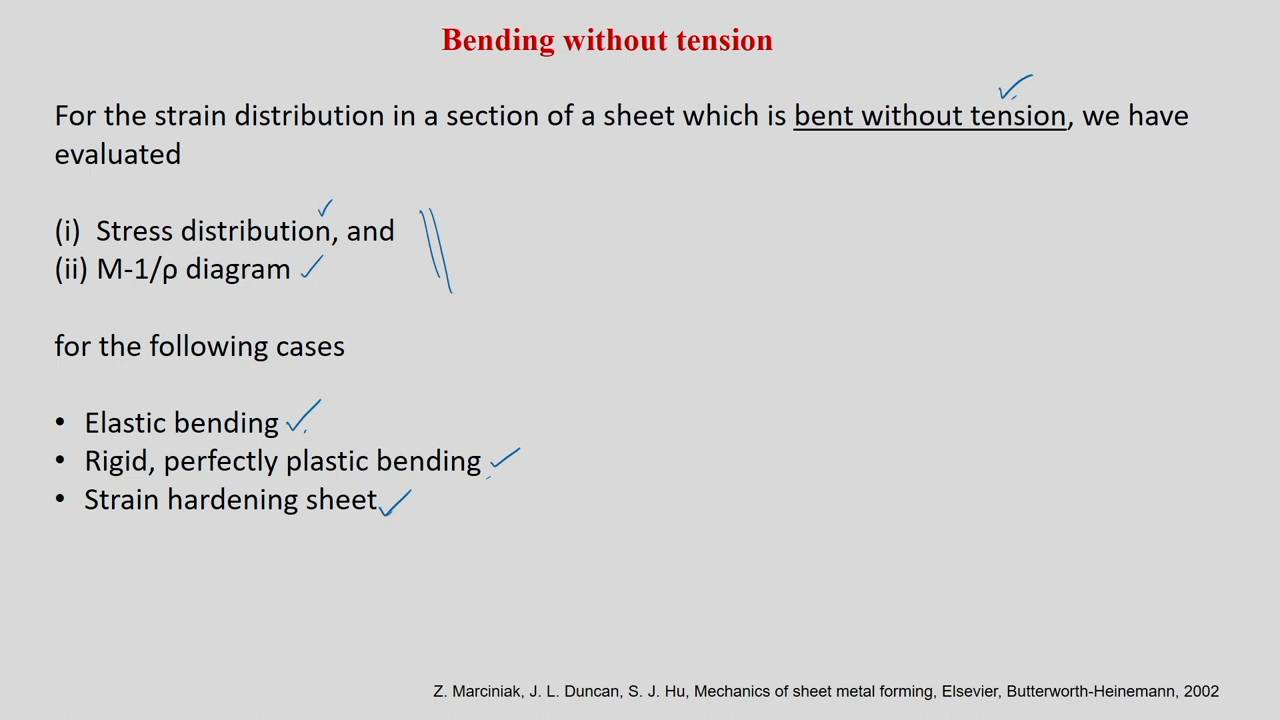 Bending without tension
For the strain distribution in a section of a sheet which is bent without tension, we have
evaluated
(i) Stress distribution, and
(ii) M-1/ρ diagram
for the following cases
• Elastic bending
• Rigid, perfectly plastic bending
• Strain hardening sheet
Z. Marciniak, J. L. Duncan, S. J. Hu, Mechanics of sheet metal forming, Elsevier, Butterworth-Heinemann, 2002